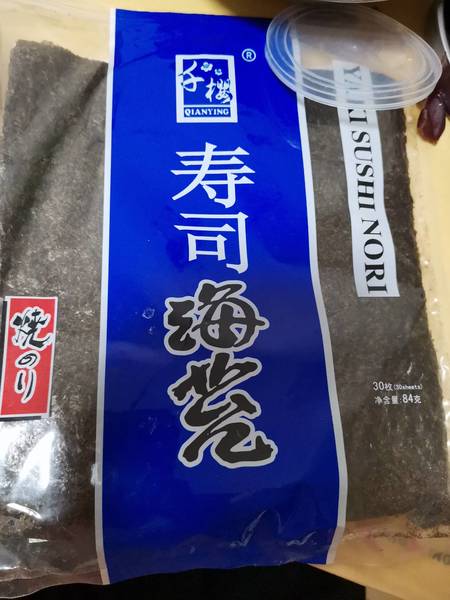 千櫻
®
QIANYING
寿司
海苔
YAKI SUSHI NORI
焼のり
30枚(30sheets)
净含量:84克